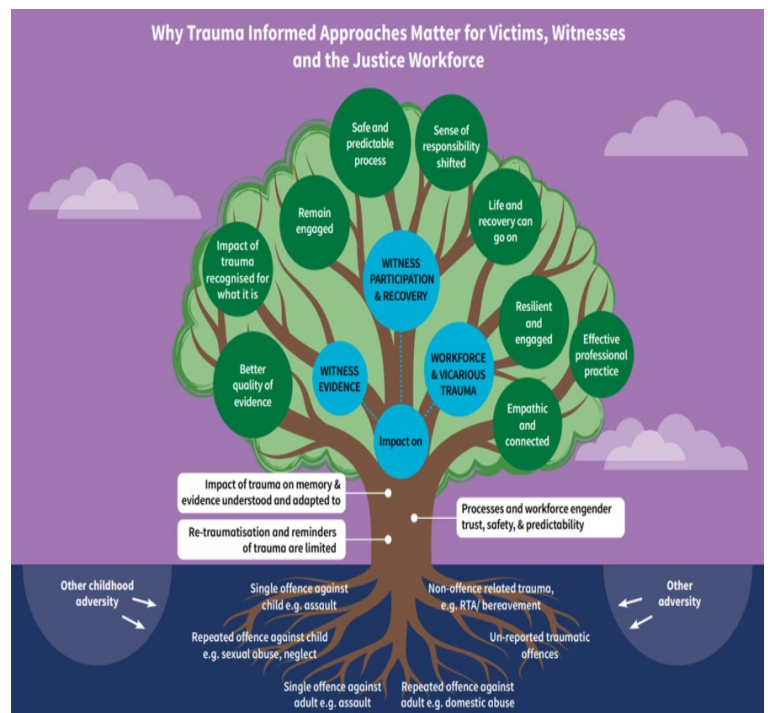 Why Trauma Informed Approaches Matter for Victims, Witnesses
and the Justice Workforce
Safe and
predictable
process
Sense of
responsibility
shifted
Remain
engaged
Life and
recovery can
go on
Impact of
trauma
recognised for
what it is
WITNESS
PARTICIPATION
& RECOVERY
Resilient
and
engaged
Effective
professional
practice
Better
quality of
evidence
WITNESS
EVIDENCE
WORKFORCE
& VICARIOUS
TRAUMA
Empathic
and
connected
Impact on
Impact of trauma on memory &
evidence understood and adapted to
Processes and workforce engender
trust, safety, & predictability
Re-traumatisation and reminders
of trauma are limited
Other childhood
adversity
Single offence against
child e.g. assault
Non-offence related trauma,
e.g. RTA/ bereavement
Other
adversity
Repeated offence against child
e.g. sexual abuse, neglect
Un-reported traumatic
offences
Single offence against
adult e.g. assault
Repeated offence against
adult e.g. domestic abuse